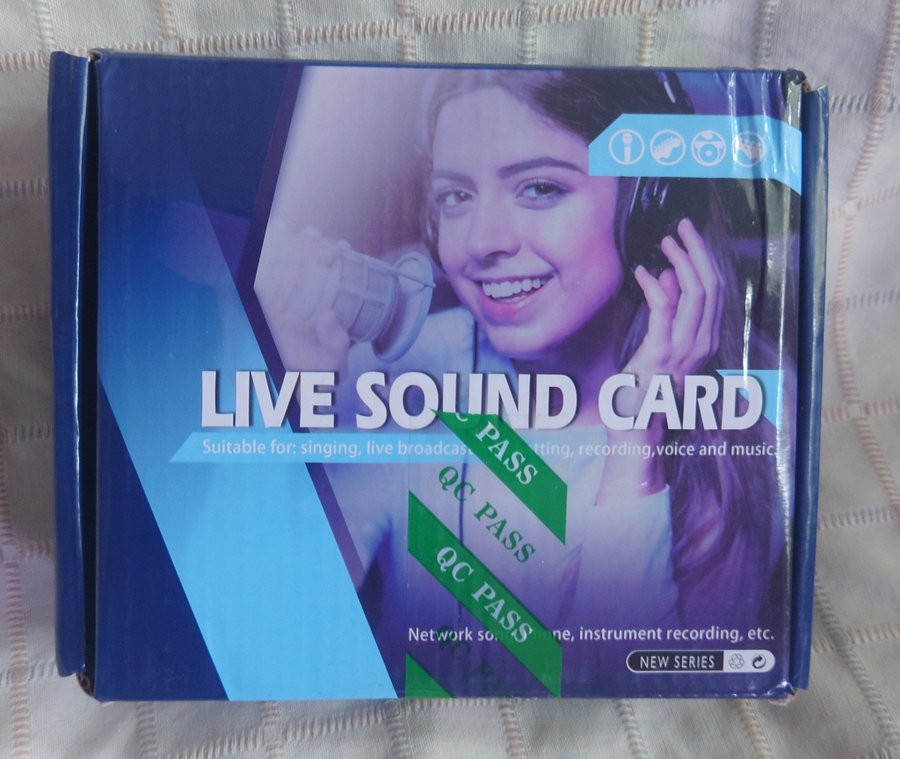 LIVE SOUND CARD
Suitable for: singing, live broadcast tting, recording,voice and music.
C PASS
QC PASS
QC PASS
Network so one, instrument recording, etc.
NEW SERIES